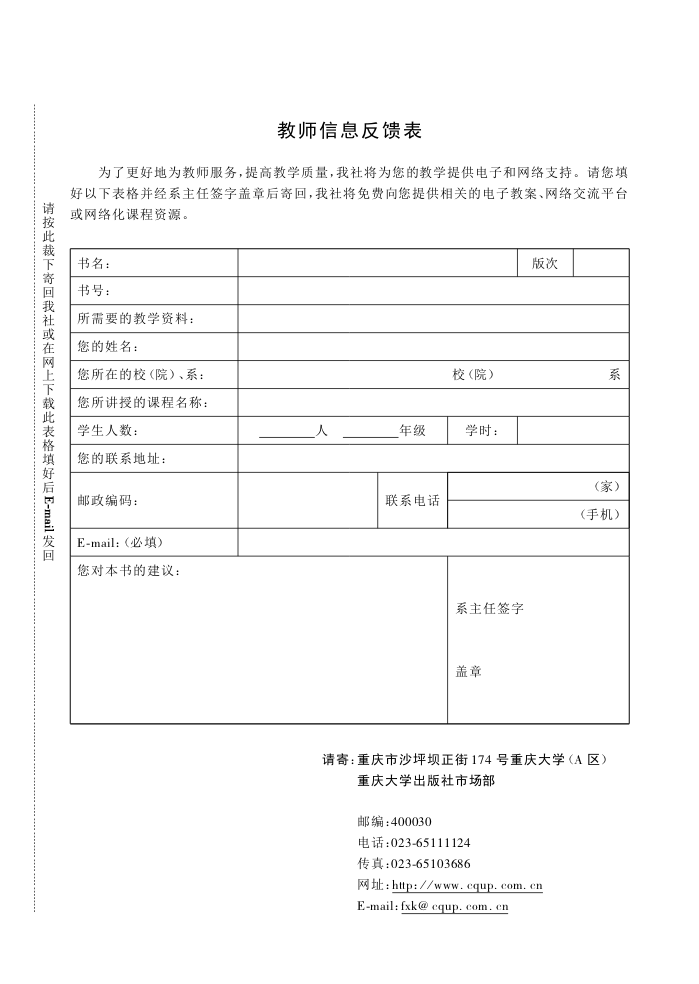 教师信息反馈表
为了更好地为教师服务,提高教学质量,我社将为您的教学提供电子和网络支持。请您填
好以下表格并经系主任签字盖章后寄回,我社将免费向您提供相关的电子教案、网络交流平台
或网络化课程资源。
请按此裁下寄回我社或在网上下载此表格填好后E-mail发回
书名: 版次
书号:
所需要的教学资料:
您的姓名:
您所在的校(院)、系: 校(院) 系
您所讲授的课程名称:
学生人数: ______人 ______年级 学时:
您的联系地址:
邮政编码: 联系电话 (家)
(手机)
E-mail:(必填)
您对本书的建议:
系主任签字
盖章
请寄:重庆市沙坪坝正街174号重庆大学(A区)
重庆大学出版社市场部
邮编:400030
电话:023-65111124
传真:023-65103686
网址:http://www.cqup.com.cn
E-mail:fxk@cqup.com.cn